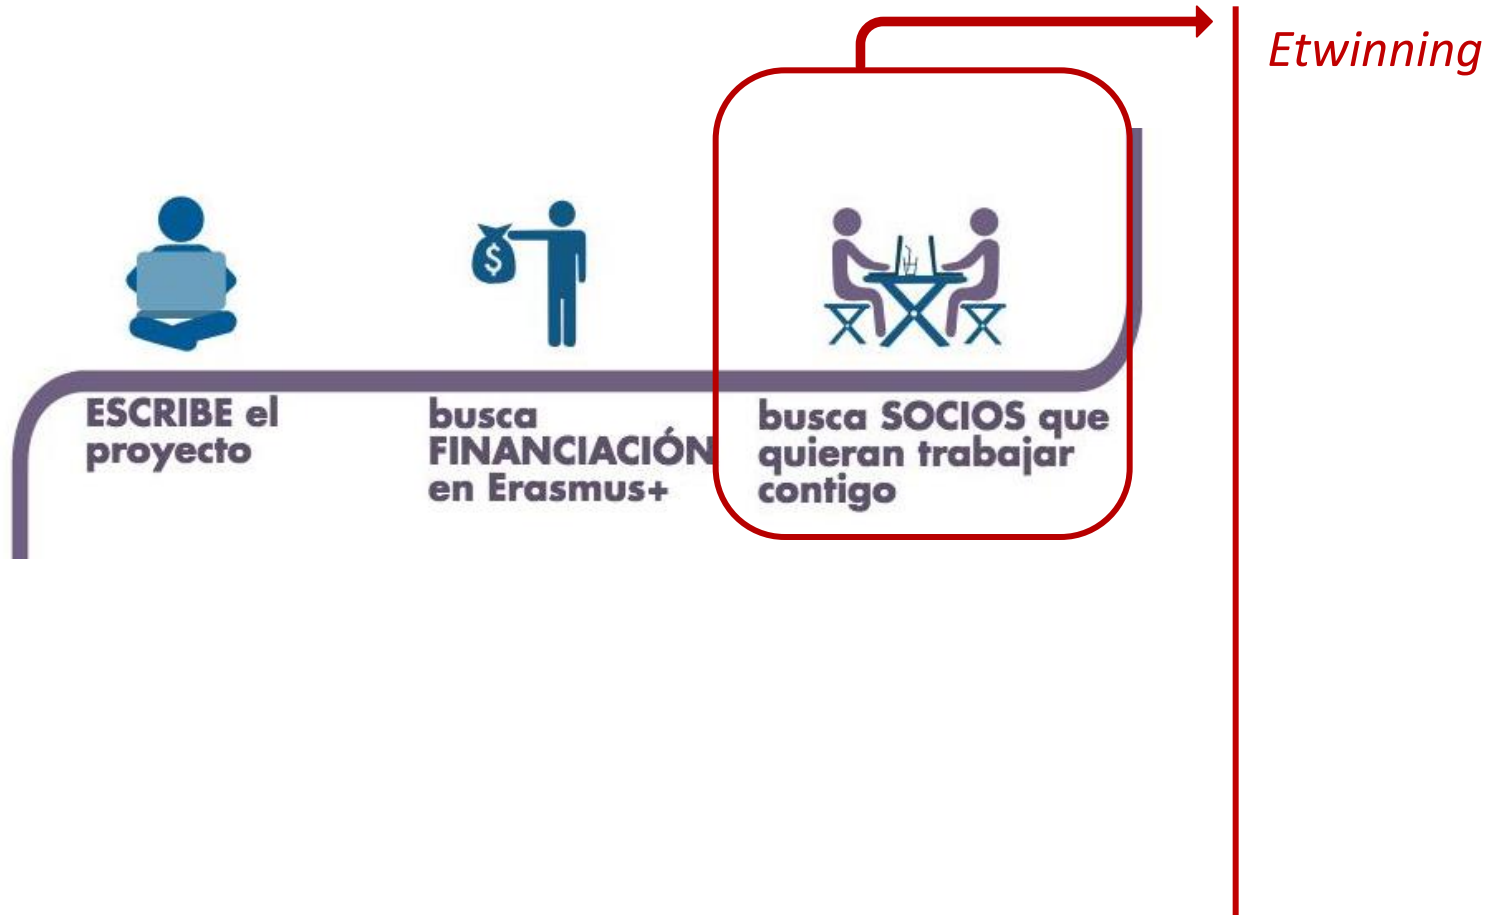 Etwinning
$
ESCRIBE el
proyecto
busca
FINANCIACIÓN
en Erasmus+
busca SOCIOS que
quieran trabajar
contigo